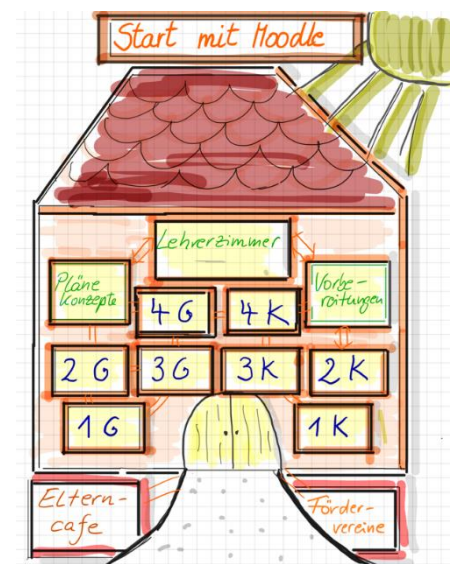 Start mit Moodle
Lehrerzimmer
Pläne
Konzepte
Vorbe-
reitungen
4G
4K
2G
3G
3K
2K
1G
1K
Eltern-
cafe
Förder-
vereine